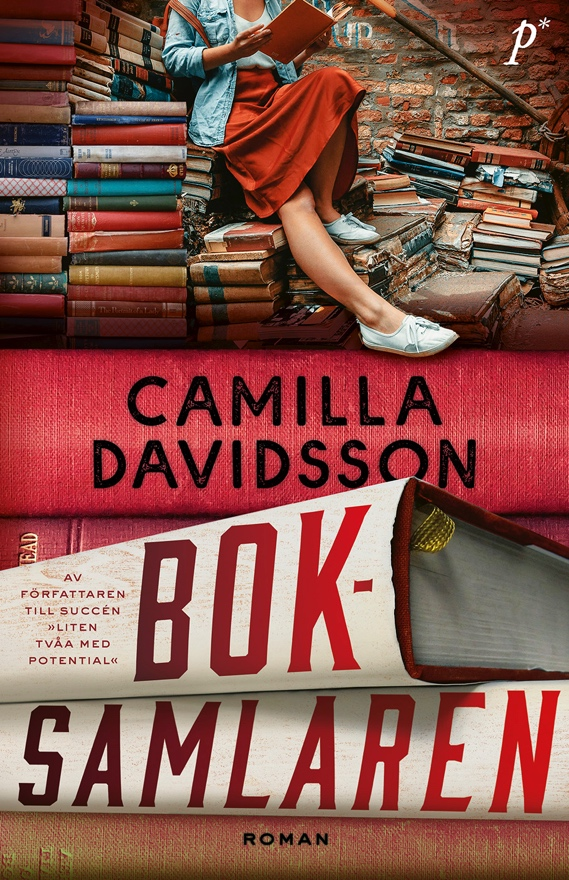 p*
CAMILLA
DAVIDSSON
BOK-
AV
FÖRFATTAREN
TILL SUCCÉN
»LITEN
TVÅA MED
POTENTIAL«
SAMLAREN
ROMAN